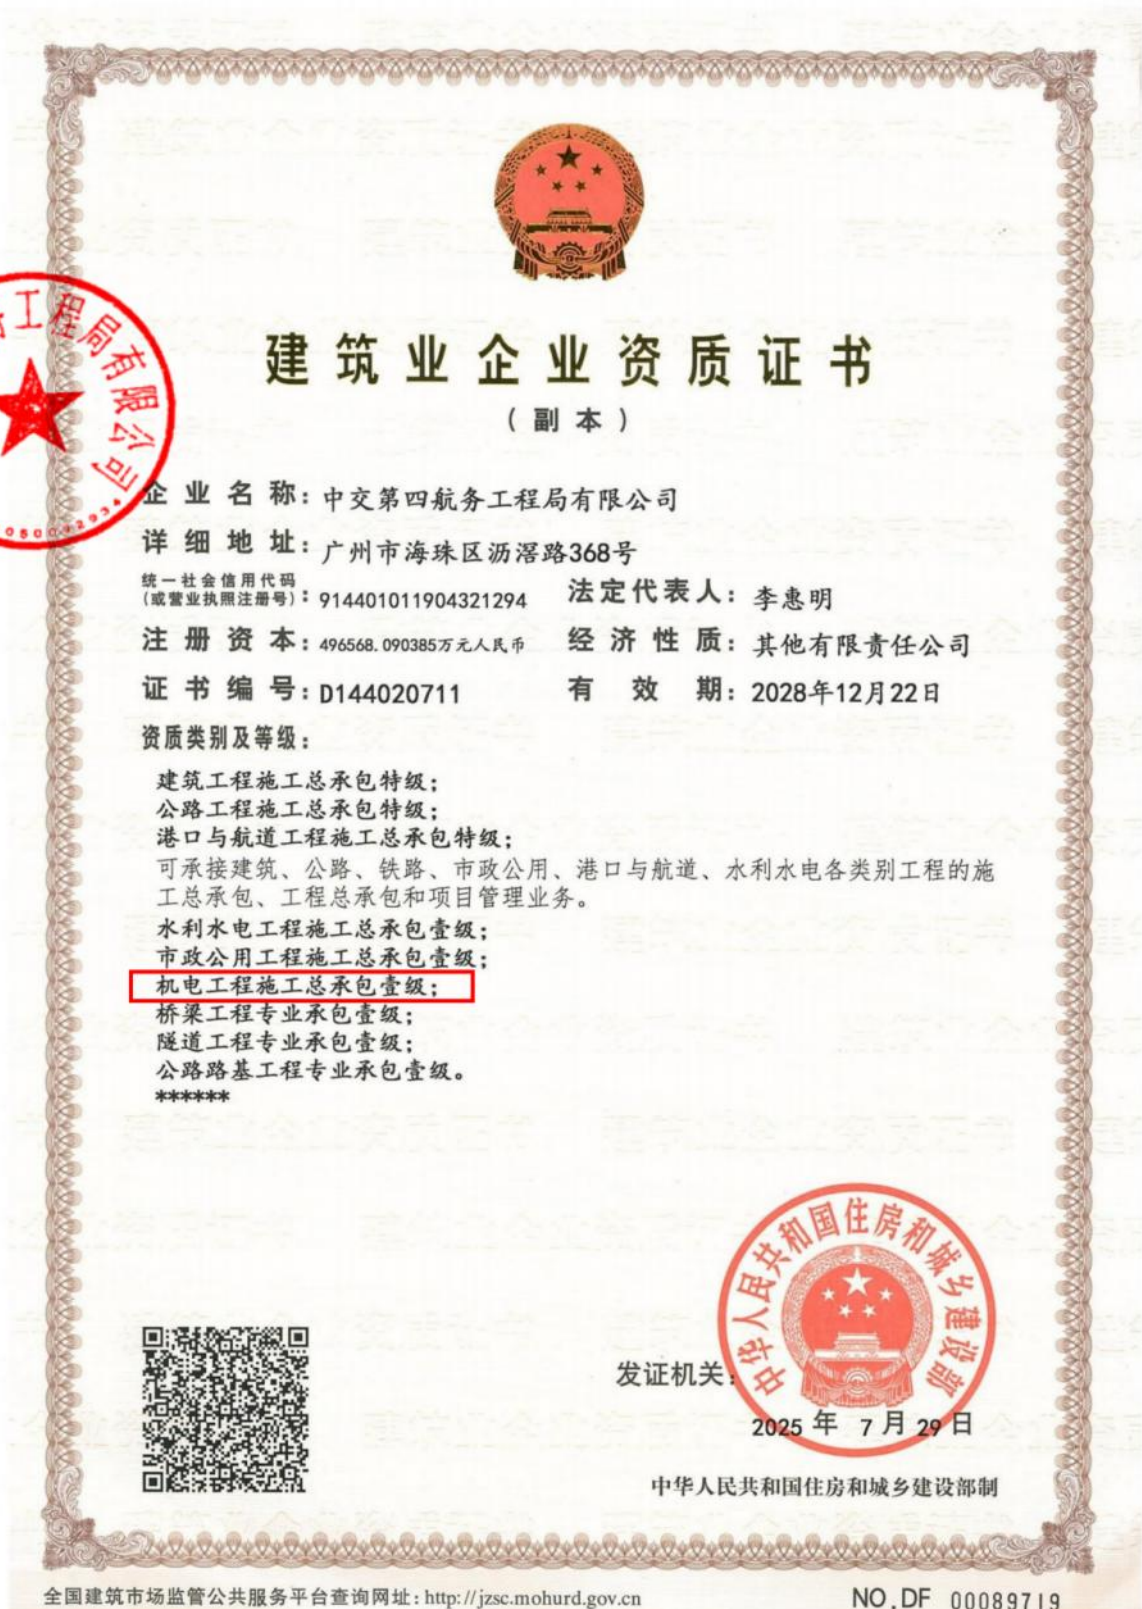 建筑业企业资质证书
（副本）
工程局有限公司
企业名称：中交第四航务工程局有限公司
详细地址：广州市海珠区沥滘路368号
统一社会信用代码
(或营业执照注册号)：914401011904321294
法定代表人：李惠明
注册资本：496568.090385万元人民币
经济性质：其他有限责任公司
证书编号：D144020711
有效期：2028年12月22日
资质类别及等级：
建筑工程施工总承包特级；
公路工程施工总承包特级；
港口与航道工程施工总承包特级；
可承接建筑、公路、铁路、市政公用、港口与航道、水利水电各类别工程的施
工总承包、工程总承包和项目管理业务。
水利水电工程施工总承包壹级；
市政公用工程施工总承包壹级；
机电工程施工总承包壹级；
桥梁工程专业承包壹级；
隧道工程专业承包壹级；
公路路基工程专业承包壹级。
******
中华人民共和国住房和城乡建设部
发证机关：
2025年7月29日
中华人民共和国住房和城乡建设部制
全国建筑市场监管公共服务平台查询网址：http://jzsc.mohurd.gov.cn
NO.DF 00089719